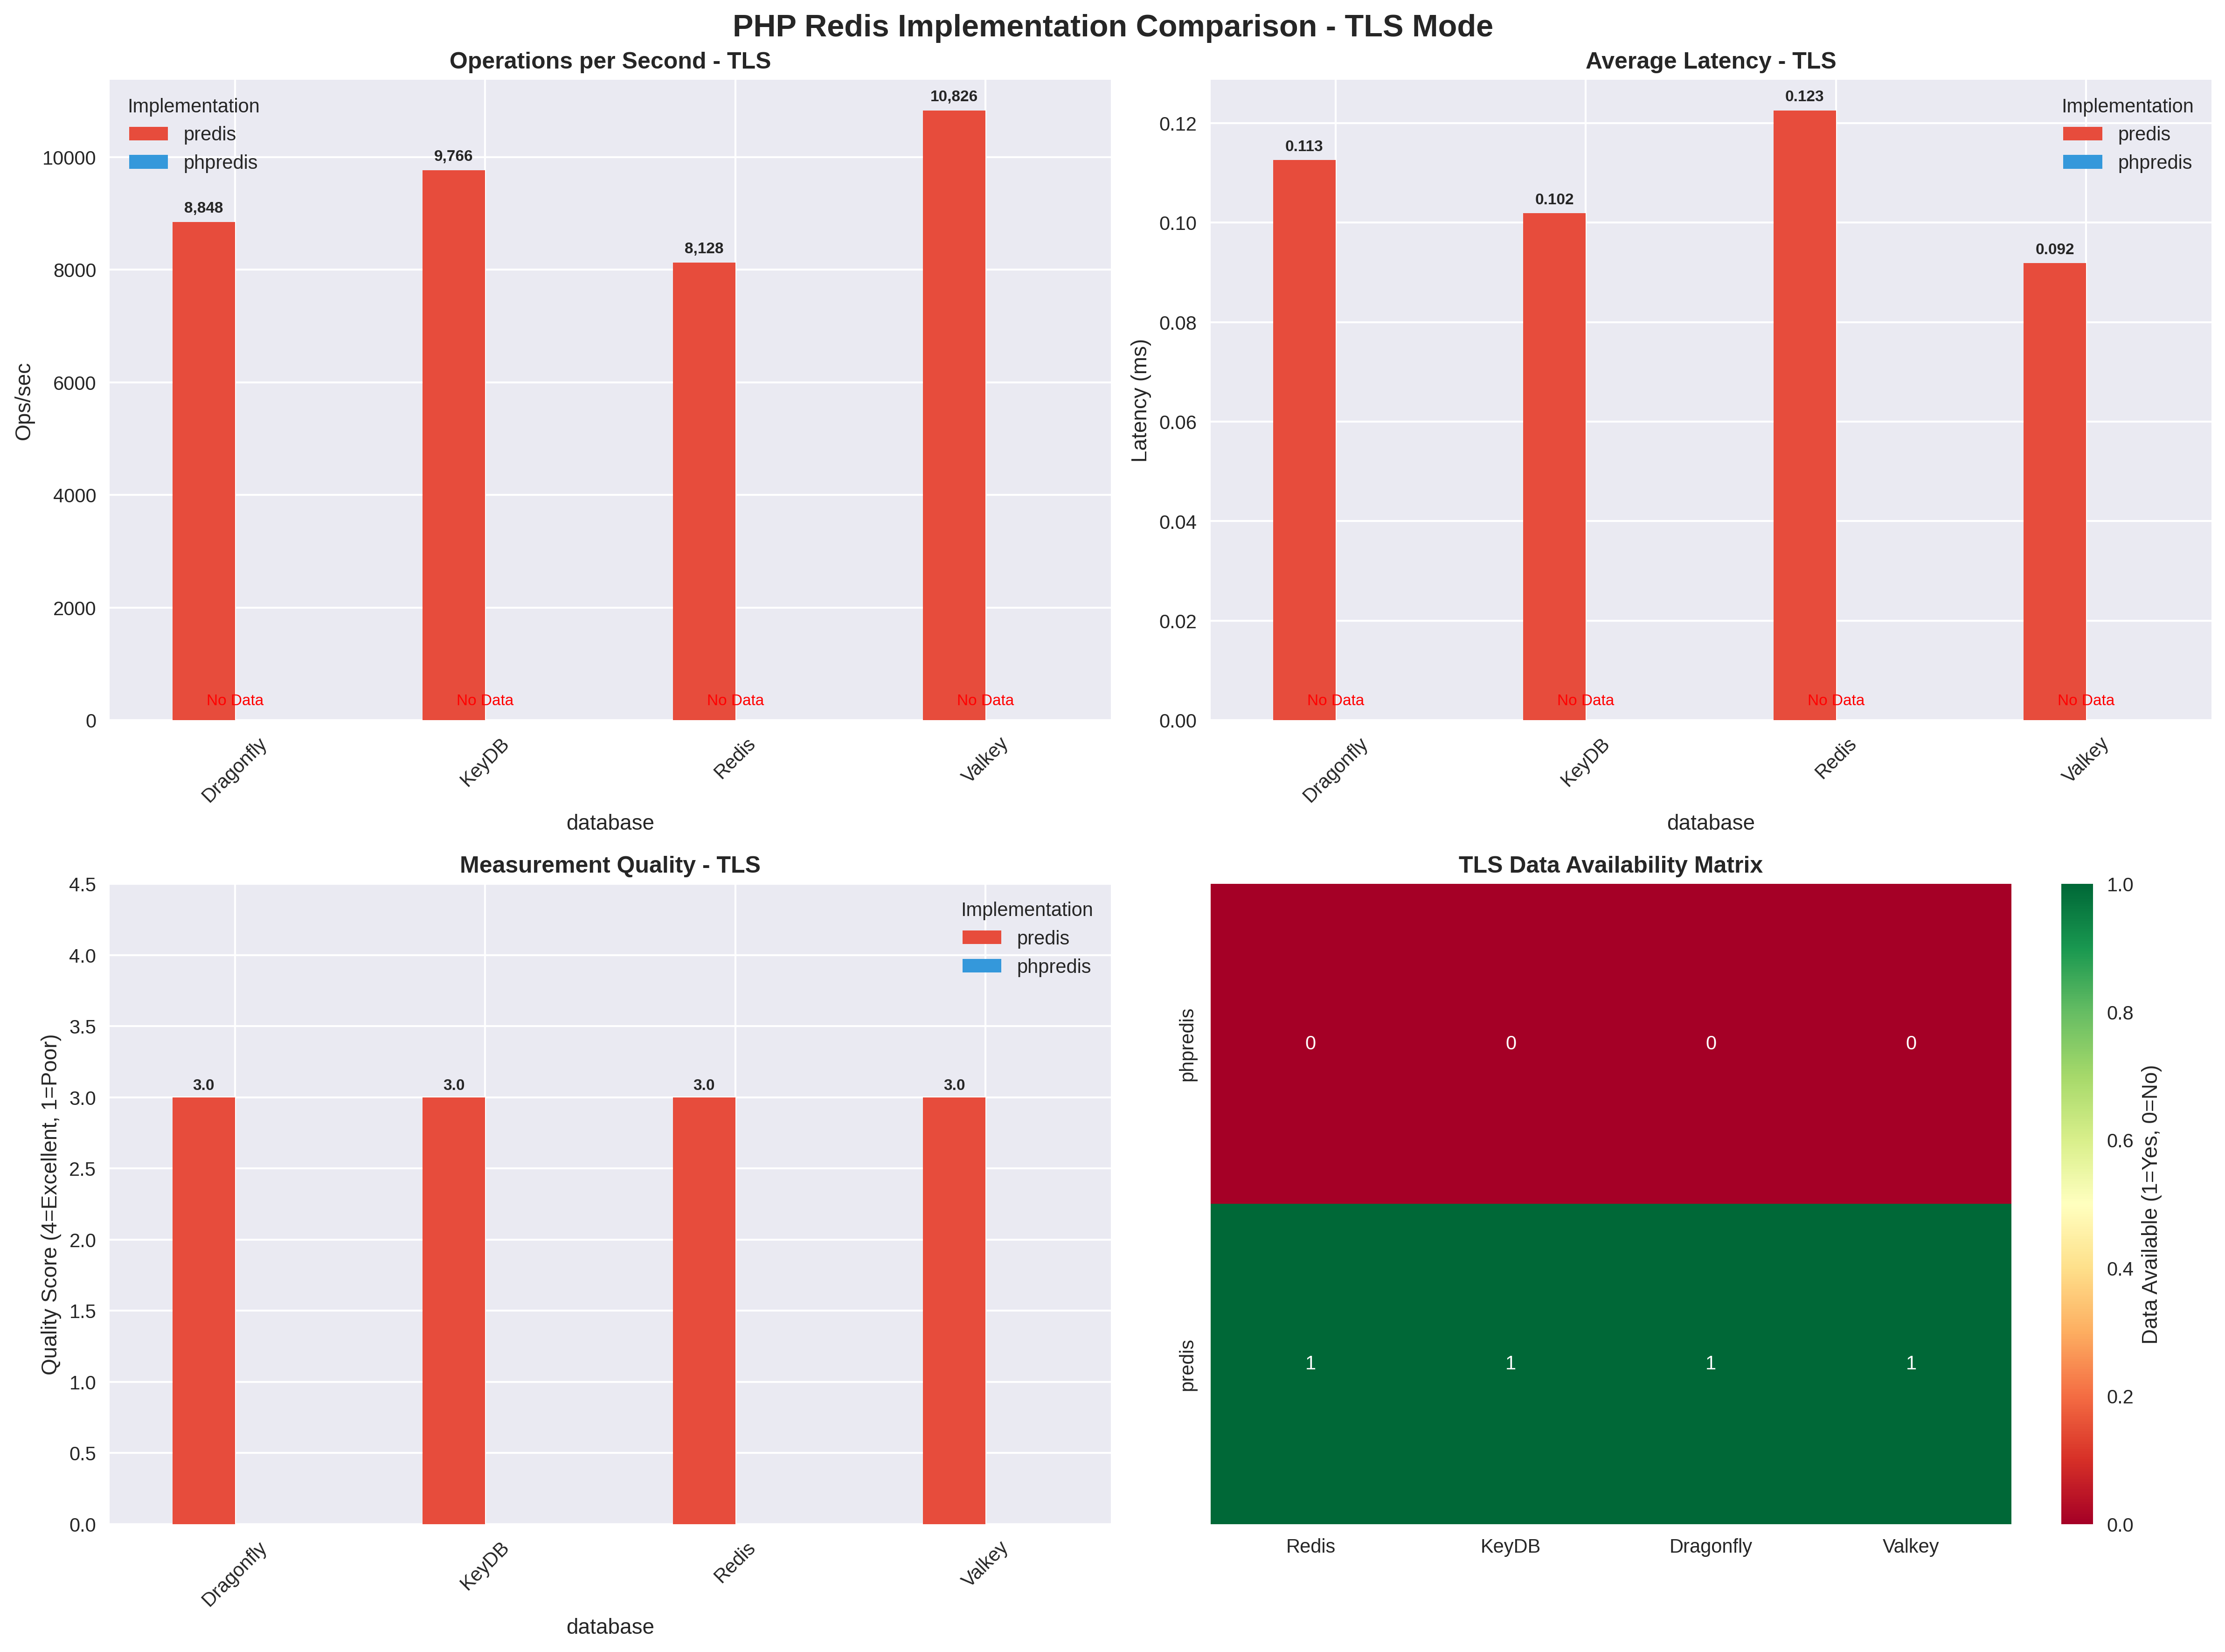 PHP Redis Implementation Comparison - TLS Mode
Operations per Second - TLS
Ops/sec
10000
8000
6000
4000
2000
0
Implementation
predis
phpredis
8,848
9,766
8,128
10,826
No Data
No Data
No Data
No Data
Dragonfly
KeyDB
Redis
Valkey
database
Average Latency - TLS
Latency (ms)
0.12
0.10
0.08
0.06
0.04
0.02
0.00
Implementation
predis
phpredis
0.113
0.102
0.123
0.092
No Data
No Data
No Data
No Data
Dragonfly
KeyDB
Redis
Valkey
database
Measurement Quality - TLS
Quality Score (4=Excellent, 1=Poor)
4.5
4.0
3.5
3.0
2.5
2.0
1.5
1.0
0.5
0.0
Implementation
predis
phpredis
3.0
3.0
3.0
3.0
Dragonfly
KeyDB
Redis
Valkey
database
TLS Data Availability Matrix
phpredis
0
0
0
0
predis
1
1
1
1
Redis
KeyDB
Dragonfly
Valkey
1.0
0.8
0.6
0.4
0.2
0.0
Data Available (1=Yes, 0=No)